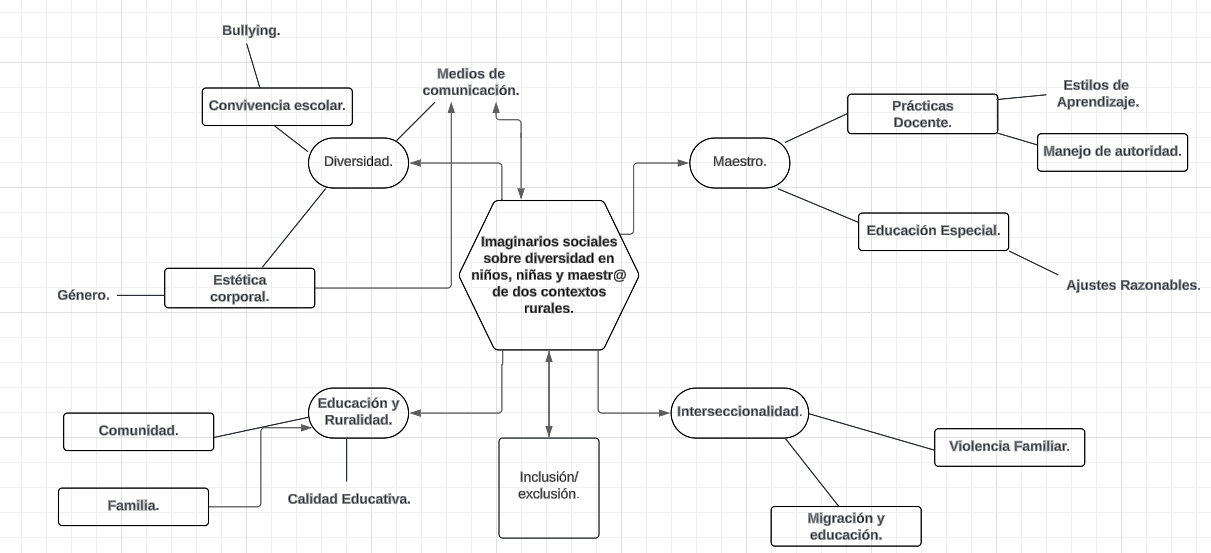 Bullying.
Medios de
comunicación.
Convivencia escolar.
Diversidad.
Estética
corporal.
Género.
Imaginarios sociales
sobre diversidad en
niños, niñas y maestr@
de dos contextos
rurales.
Maestro.
Prácticas
Docente.
Estilos de
Aprendizaje.
Manejo de autoridad.
Educación Especial.
Ajustes Razonables.
Educación y
Ruralidad.
Comunidad.
Familia.
Calidad Educativa.
Inclusión/
exclusión.
Interseccionalidad.
Violencia Familiar.
Migración y
educación.